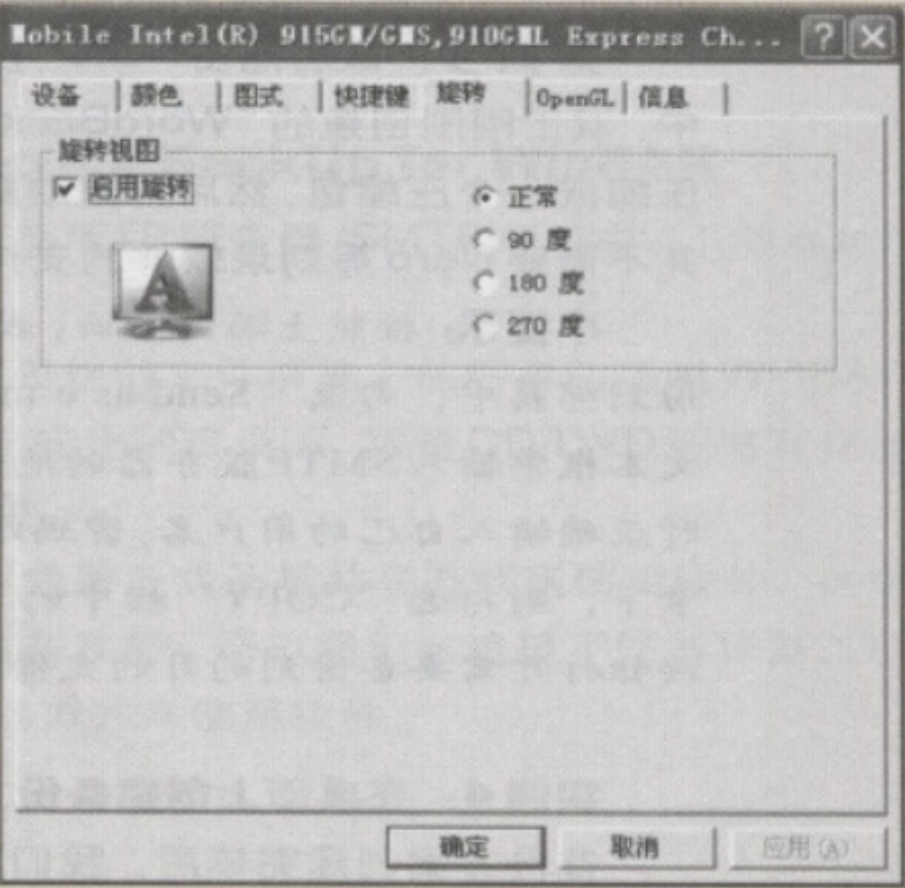 Mobile Intel(R) 915GM/GMS,910GML Express Ch...
设备 颜色 图式 快捷键 旋转 OpenGL 信息
旋转视图
启用旋转
正常
90 度
180 度
270 度
确定 取消 应用(A)